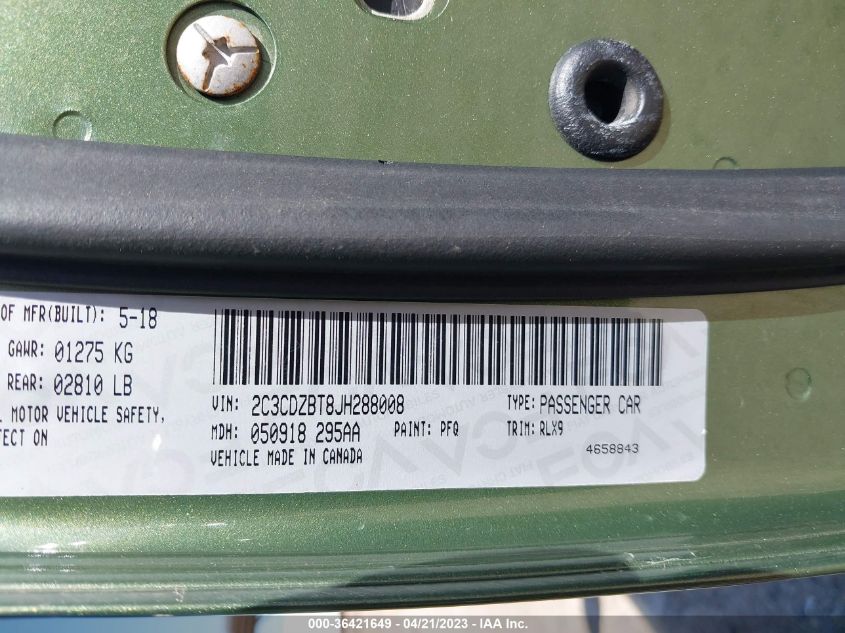 OF MFR(BUILT): 5-18
GAWR: 01275 KG
REAR: 02810 LB
MOTOR VEHICLE SAFETY,
ON
VIN: 2C3CDZBT8JH288008
TYPE: PASSENGER CAR
MDH: 050918 295AA
PAINT: PFQ
TRIM: RLX9
VEHICLE MADE IN CANADA
4658843
000-36421649 - 04/21/2023 - IAA Inc.